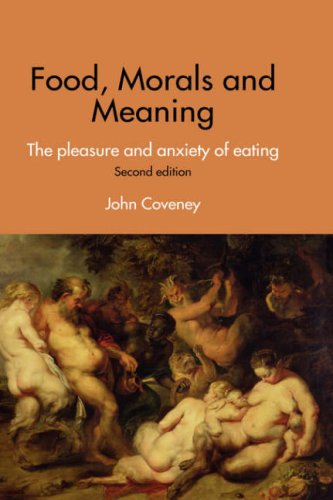 Food, Morals and
Meaning
The pleasure and anxiety of eating
Second edition
John Coveney